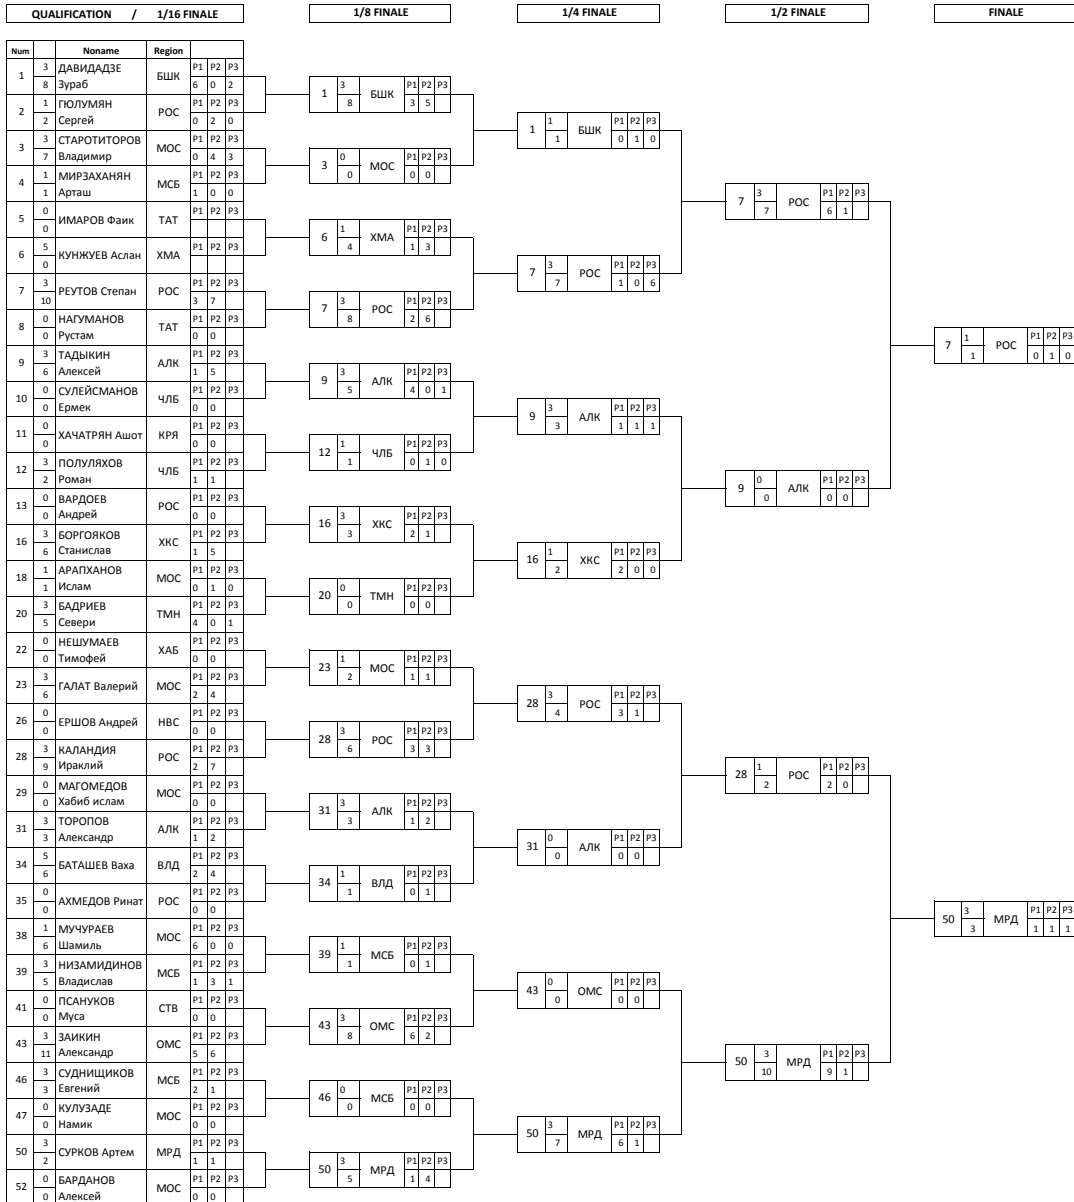 QUALIFICATION / 1/16 FINALE
1/8 FINALE
1/4 FINALE
1/2 FINALE
FINALE
Num Noname Region
1 3 8 ДАВИДАДЗЕ Зураб БШК P1 P2 P3 6 0 2
2 1 2 ГЮЛУМЯН Сергей РОС P1 P2 P3 0 2 0
3 3 7 СТАРОТИТОРОВ Владимир МОС P1 P2 P3 0 4 3
4 1 1 МИРЗАХАНЯН Арташ МСБ P1 P2 P3 1 0 0
5 0 0 ИМАРОВ Фаик ТАТ P1 P2 P3
6 5 0 КУНЖУЕВ Аслан ХМА P1 P2 P3
7 3 10 РЕУТОВ Степан РОС P1 P2 P3 3 7
8 0 0 НАГУМАНОВ Рустам ТАТ P1 P2 P3 0 0
9 3 6 ТАДЫКИН Алексей АЛК P1 P2 P3 1 5
10 0 0 СУЛЕЙСМАНОВ Ермек ЧЛБ P1 P2 P3 0 0
11 0 0 ХАЧАТРЯН Ашот КРЯ P1 P2 P3 0 0
12 3 2 ПОЛУЛЯХОВ Роман ЧЛБ P1 P2 P3 1 1
13 0 0 ВАРДОЕВ Андрей РОС P1 P2 P3 0 0
16 3 6 БОРГОЯКОВ Станислав ХКС P1 P2 P3 1 5
18 1 1 АРАПХАНОВ Ислам МОС P1 P2 P3 0 1 0
20 3 5 БАДРИЕВ Севери ТМН P1 P2 P3 4 0 1
22 0 0 НЕШУМАЕВ Тимофей ХАБ P1 P2 P3 0 0
23 3 6 ГАЛАТ Валерий МОС P1 P2 P3 2 4
26 0 0 ЕРШОВ Андрей НВС P1 P2 P3 0 0
28 3 9 КАЛАНДИЯ Ираклий РОС P1 P2 P3 2 7
29 0 0 МАГОМЕДОВ Хабиб ислам МОС P1 P2 P3 0 0
31 3 3 ТОРОПОВ Александр АЛК P1 P2 P3 1 2
34 5 6 БАТАШЕВ Ваха ВЛД P1 P2 P3 2 4
35 0 0 АХМЕДОВ Ринат РОС P1 P2 P3 0 0
38 1 6 МУЧУРАЕВ Шамиль МОС P1 P2 P3 6 0 0
39 3 5 НИЗАМИДИНОВ Владислав МСБ P1 P2 P3 1 3 1
41 0 0 ПСАНУКОВ Муса СТВ P1 P2 P3 0 0
43 3 11 ЗАИКИН Александр ОМС P1 P2 P3 5 6
46 3 3 СУДНИЩИКОВ Евгений МСБ P1 P2 P3 2 1
47 0 0 КУЛУЗАДЕ Намик МОС P1 P2 P3 0 0
50 3 2 СУРКОВ Артем МРД P1 P2 P3 1 1
52 0 0 БАРДАНОВ Алексей МОС P1 P2 P3 0 0
1 3 8 БШК P1 P2 P3 3 5
3 0 0 МОС P1 P2 P3 0 0
6 1 4 ХМА P1 P2 P3 1 3
7 3 8 РОС P1 P2 P3 2 6
9 3 5 АЛК P1 P2 P3 4 0 1
12 1 1 ЧЛБ P1 P2 P3 0 1 0
16 3 3 ХКС P1 P2 P3 2 1
20 0 0 ТМН P1 P2 P3 0 0
23 1 2 МОС P1 P2 P3 1 1
28 3 6 РОС P1 P2 P3 3 3
31 3 3 АЛК P1 P2 P3 1 2
34 1 1 ВЛД P1 P2 P3 0 1
39 1 1 МСБ P1 P2 P3 0 1
43 3 8 ОМС P1 P2 P3 6 2
46 0 0 МСБ P1 P2 P3 0 0
50 3 5 МРД P1 P2 P3 1 4
1 1 1 БШК P1 P2 P3 0 1 0
7 3 7 РОС P1 P2 P3 1 0 6
9 3 3 АЛК P1 P2 P3 1 1 1
16 1 2 ХКС P1 P2 P3 2 0 0
28 3 4 РОС P1 P2 P3 3 1
31 0 0 АЛК P1 P2 P3 0 0
43 0 0 ОМС P1 P2 P3 0 0
50 3 7 МРД P1 P2 P3 6 1
7 3 7 РОС P1 P2 P3 6 1
9 0 0 АЛК P1 P2 P3 0 0
28 1 2 РОС P1 P2 P3 2 0
50 3 10 МРД P1 P2 P3 9 1
7 1 1 РОС P1 P2 P3 0 1 0
50 3 3 МРД P1 P2 P3 1 1 1